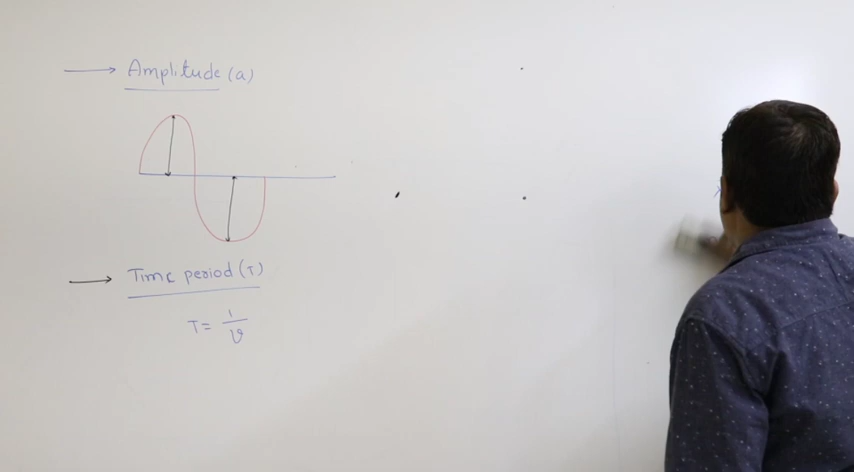 Amplitude (a)
Time period (T)
T = 1/ν